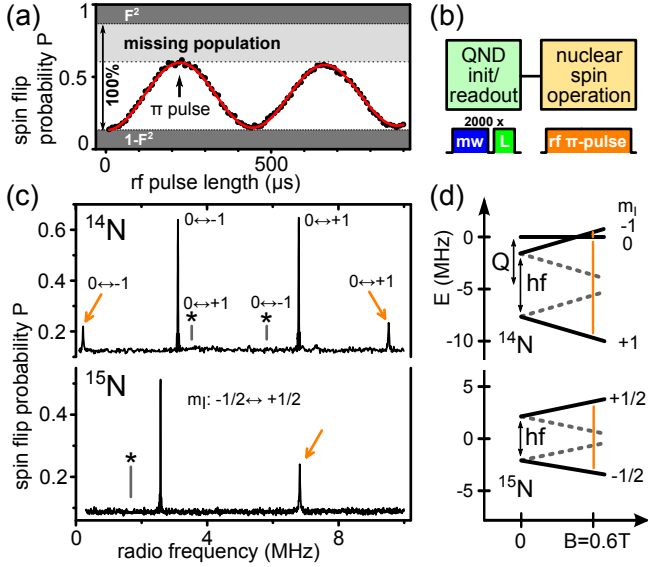 (a)
F²
missing population
100%
π pulse
1-F²
spin flip
probability P
1
0.5
0
0
500
rf pulse length (µs)
(b)
QND
init/
readout
nuclear
spin
operation
2000 x
mw
L
rf π-pulse
(c)
¹⁴N
0↔-1
0↔+1
0↔-1
0↔+1
*
0↔-1
*
0↔+1
0.6
0.4
0.2
¹⁵N
mI: -1/2↔ +1/2
*
0.4
0.2
spin flip probability P
0
4
8
radio frequency (MHz)
(d)
mI
-1
0
+1
0
-5
-10
Q
hf
¹⁴N
E (MHz)
5
0
-5
hf
+1/2
-1/2
¹⁵N
0
B=0.6T